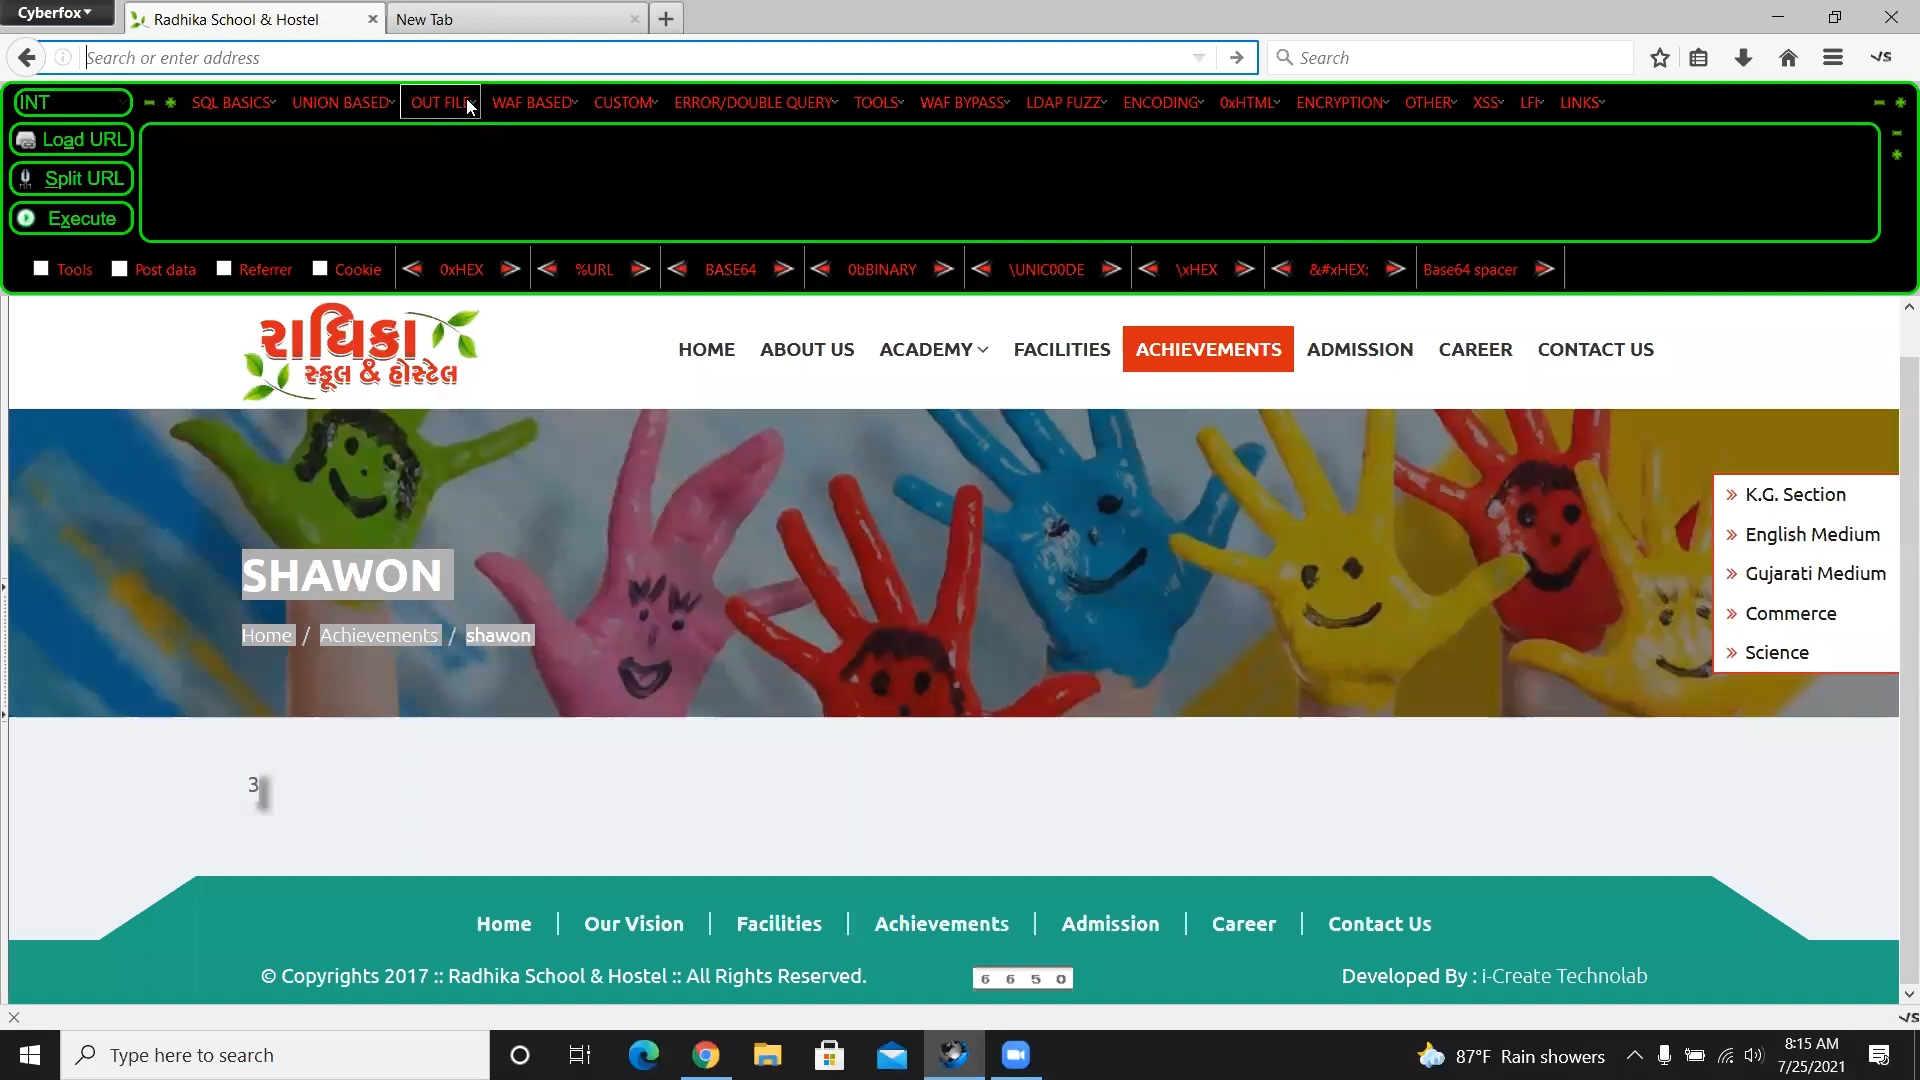 Cyberfox
Radhika School & Hostel
New Tab
Search or enter address
Search
INT
SQL BASICS
UNION BASED
OUT FILE
WAF BASED
CUSTOM
ERROR/DOUBLE QUERY
TOOLS
WAF BYPASS
LDAP FUZZ
ENCODING
0xHTML
ENCRYPTION
OTHER
XSS
LFI
LINKS
Load URL
Split URL
Execute
Tools
Post data
Referrer
Cookie
0xHEX
%URL
BASE64
0bBINARY
\UNIC00DE
\xHEX
&#xHEX;
Base64 spacer
રાધિકા
સ્કૂલ & હોસ્ટેલ
HOME
ABOUT US
ACADEMY
FACILITIES
ACHIEVEMENTS
ADMISSION
CAREER
CONTACT US
K.G. Section
English Medium
Gujarati Medium
Commerce
Science
SHAWON
Home / Achievements / shawon
3
Home | Our Vision | Facilities | Achievements | Admission | Career | Contact Us
© Copyrights 2017 :: Radhika School & Hostel :: All Rights Reserved.
6 6 5 0
Developed By : i-Create Technolab
Type here to search
87°F Rain showers
8:15 AM
7/25/2021